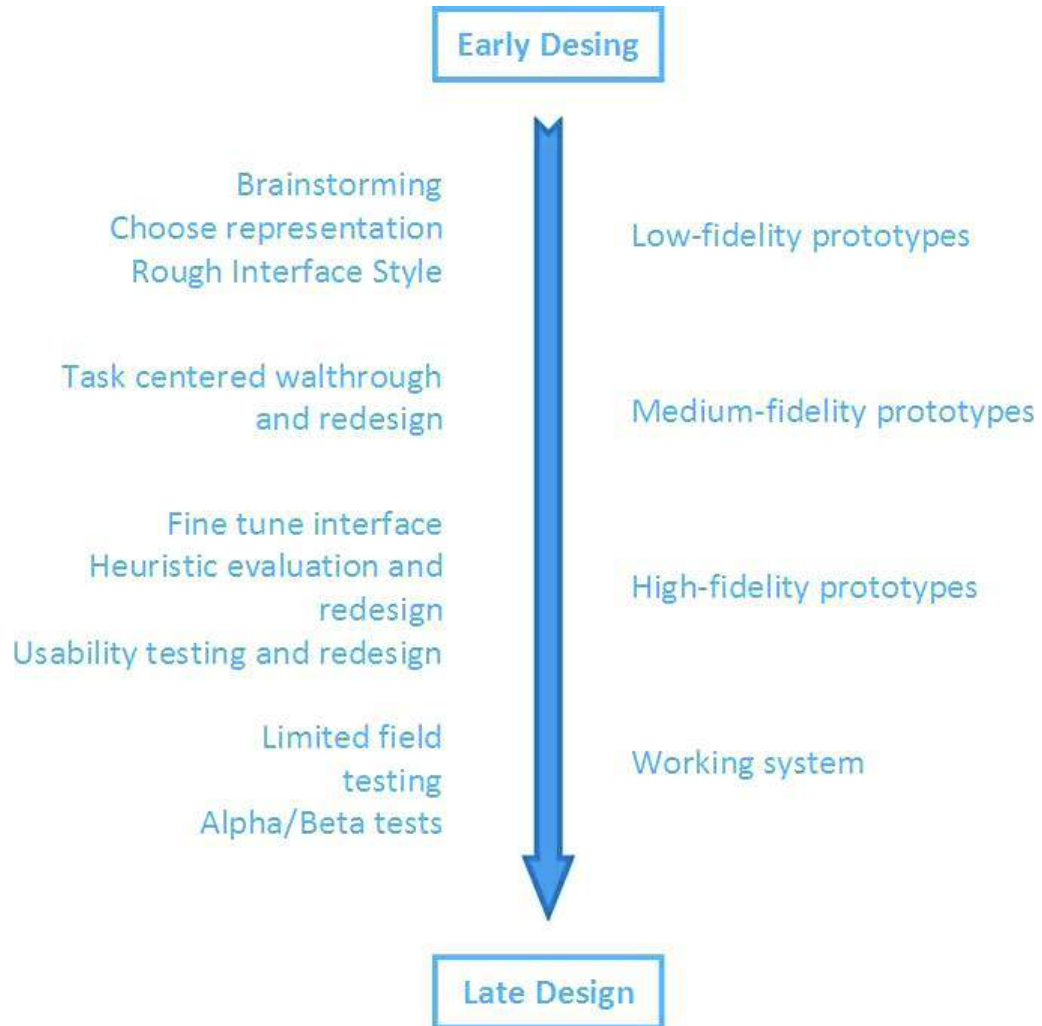 Early Desing
Brainstorming
Choose representation
Rough Interface Style
Low-fidelity prototypes
Task centered walthrough
and redesign
Medium-fidelity prototypes
Fine tune interface
Heuristic evaluation and
redesign
Usability testing and redesign
High-fidelity prototypes
Limited field
testing
Alpha/Beta tests
Working system
Late Design